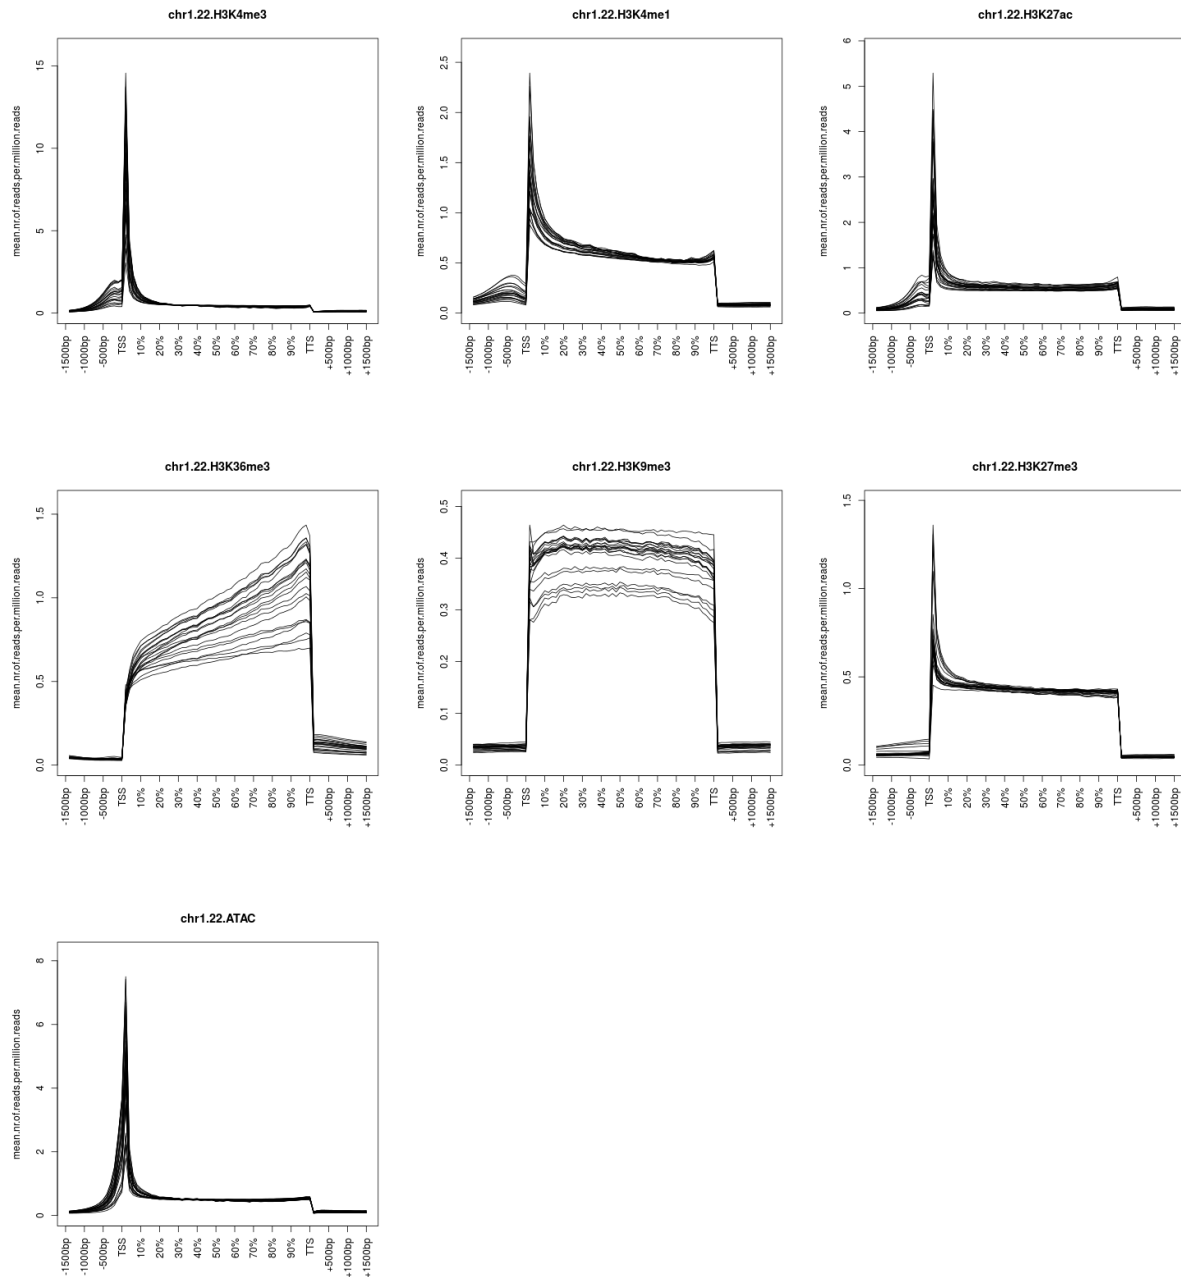 chr1.22.H3K4me3
mean.nr.of.reads.per.million.reads
15
10
5
0
-1500bp
-1000bp
-500bp
TSS
10%
20%
30%
40%
50%
60%
70%
80%
90%
TTS
+500bp
+1000bp
+1500bp
chr1.22.H3K4me1
mean.nr.of.reads.per.million.reads
2.5
2.0
1.5
1.0
0.5
0.0
-1500bp
-1000bp
-500bp
TSS
10%
20%
30%
40%
50%
60%
70%
80%
90%
TTS
+500bp
+1000bp
+1500bp
chr1.22.H3K27ac
mean.nr.of.reads.per.million.reads
6
5
4
3
2
1
0
-1500bp
-1000bp
-500bp
TSS
10%
20%
30%
40%
50%
60%
70%
80%
90%
TTS
+500bp
+1000bp
+1500bp
chr1.22.H3K36me3
mean.nr.of.reads.per.million.reads
1.5
1.0
0.5
0.0
-1500bp
-1000bp
-500bp
TSS
10%
20%
30%
40%
50%
60%
70%
80%
90%
TTS
+500bp
+1000bp
+1500bp
chr1.22.H3K9me3
mean.nr.of.reads.per.million.reads
0.5
0.4
0.3
0.2
0.1
0.0
-1500bp
-1000bp
-500bp
TSS
10%
20%
30%
40%
50%
60%
70%
80%
90%
TTS
+500bp
+1000bp
+1500bp
chr1.22.H3K27me3
mean.nr.of.reads.per.million.reads
1.5
1.0
0.5
0.0
-1500bp
-1000bp
-500bp
TSS
10%
20%
30%
40%
50%
60%
70%
80%
90%
TTS
+500bp
+1000bp
+1500bp
chr1.22.ATAC
mean.nr.of.reads.per.million.reads
8
6
4
2
0
-1500bp
-1000bp
-500bp
TSS
10%
20%
30%
40%
50%
60%
70%
80%
90%
TTS
+500bp
+1000bp
+1500bp